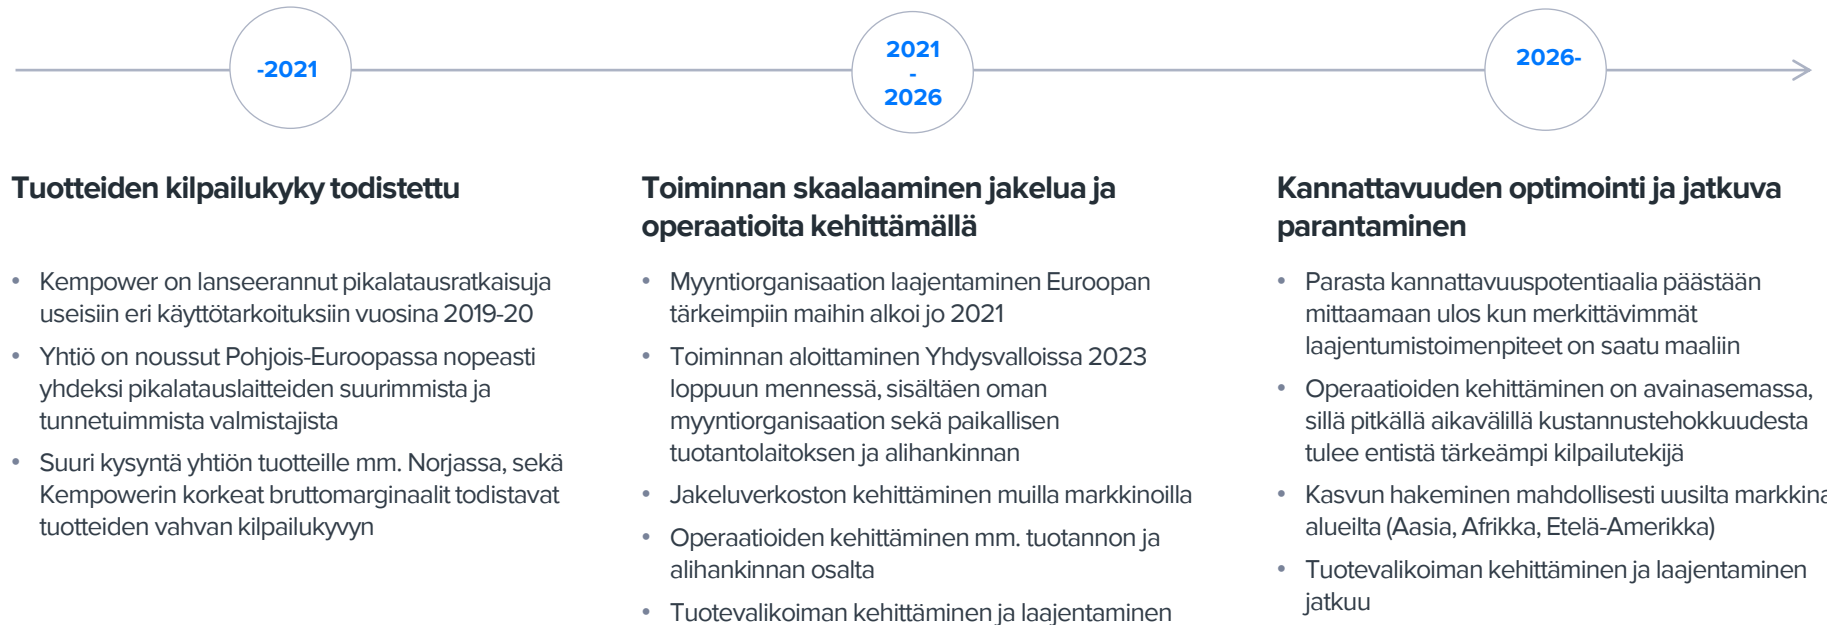 -2021
2021
-
2026
2026-
Tuotteiden kilpailukyky todistettu
• Kempower on lanseerannut pikalatausratkaisuja
useisiin eri käyttötarkoituksiin vuosina 2019-20
• Yhtiö on noussut Pohjois-Euroopassa nopeasti
yhdeksi pikalatauslaitteiden suurimmista ja
tunnetuimmista valmistajista
• Suuri kysyntä yhtiön tuotteille mm. Norjassa, sekä
Kempowerin korkeat bruttomarginaalit todistavat
tuotteiden vahvan kilpailukyvyn
Toiminnan skaalaaminen jakelua ja
operaatioita kehittämällä
• Myyntiorganisaation laajentaminen Euroopan
tärkeimpiin maihin alkoi jo 2021
• Toiminnan aloittaminen Yhdysvalloissa 2023
loppuun mennessä, sisältäen oman
myyntiorganisaation sekä paikallisen
tuotantolaitoksen ja alihankinnan
• Jakeluverkoston kehittäminen muilla markkinoilla
• Operaatioiden kehittäminen mm. tuotannon ja
alihankinnan osalta
• Tuotevalikoiman kehittäminen ja laajentaminen
Kannattavuuden optimointi ja jatkuva
parantaminen
• Parasta kannattavuuspotentiaalia päästään
mittaamaan ulos kun merkittävimmät
laajentumistoimenpiteet on saatu maaliin
• Operaatioiden kehittäminen on avainasemassa,
sillä pitkällä aikavälillä kustannustehokkuudesta
tulee entistä tärkeämpi kilpailutekijä
• Kasvun hakeminen mahdollisesti uusilta markkina
alueilta (Aasia, Afrikka, Etelä-Amerikka)
• Tuotevalikoiman kehittäminen ja laajentaminen
jatkuu